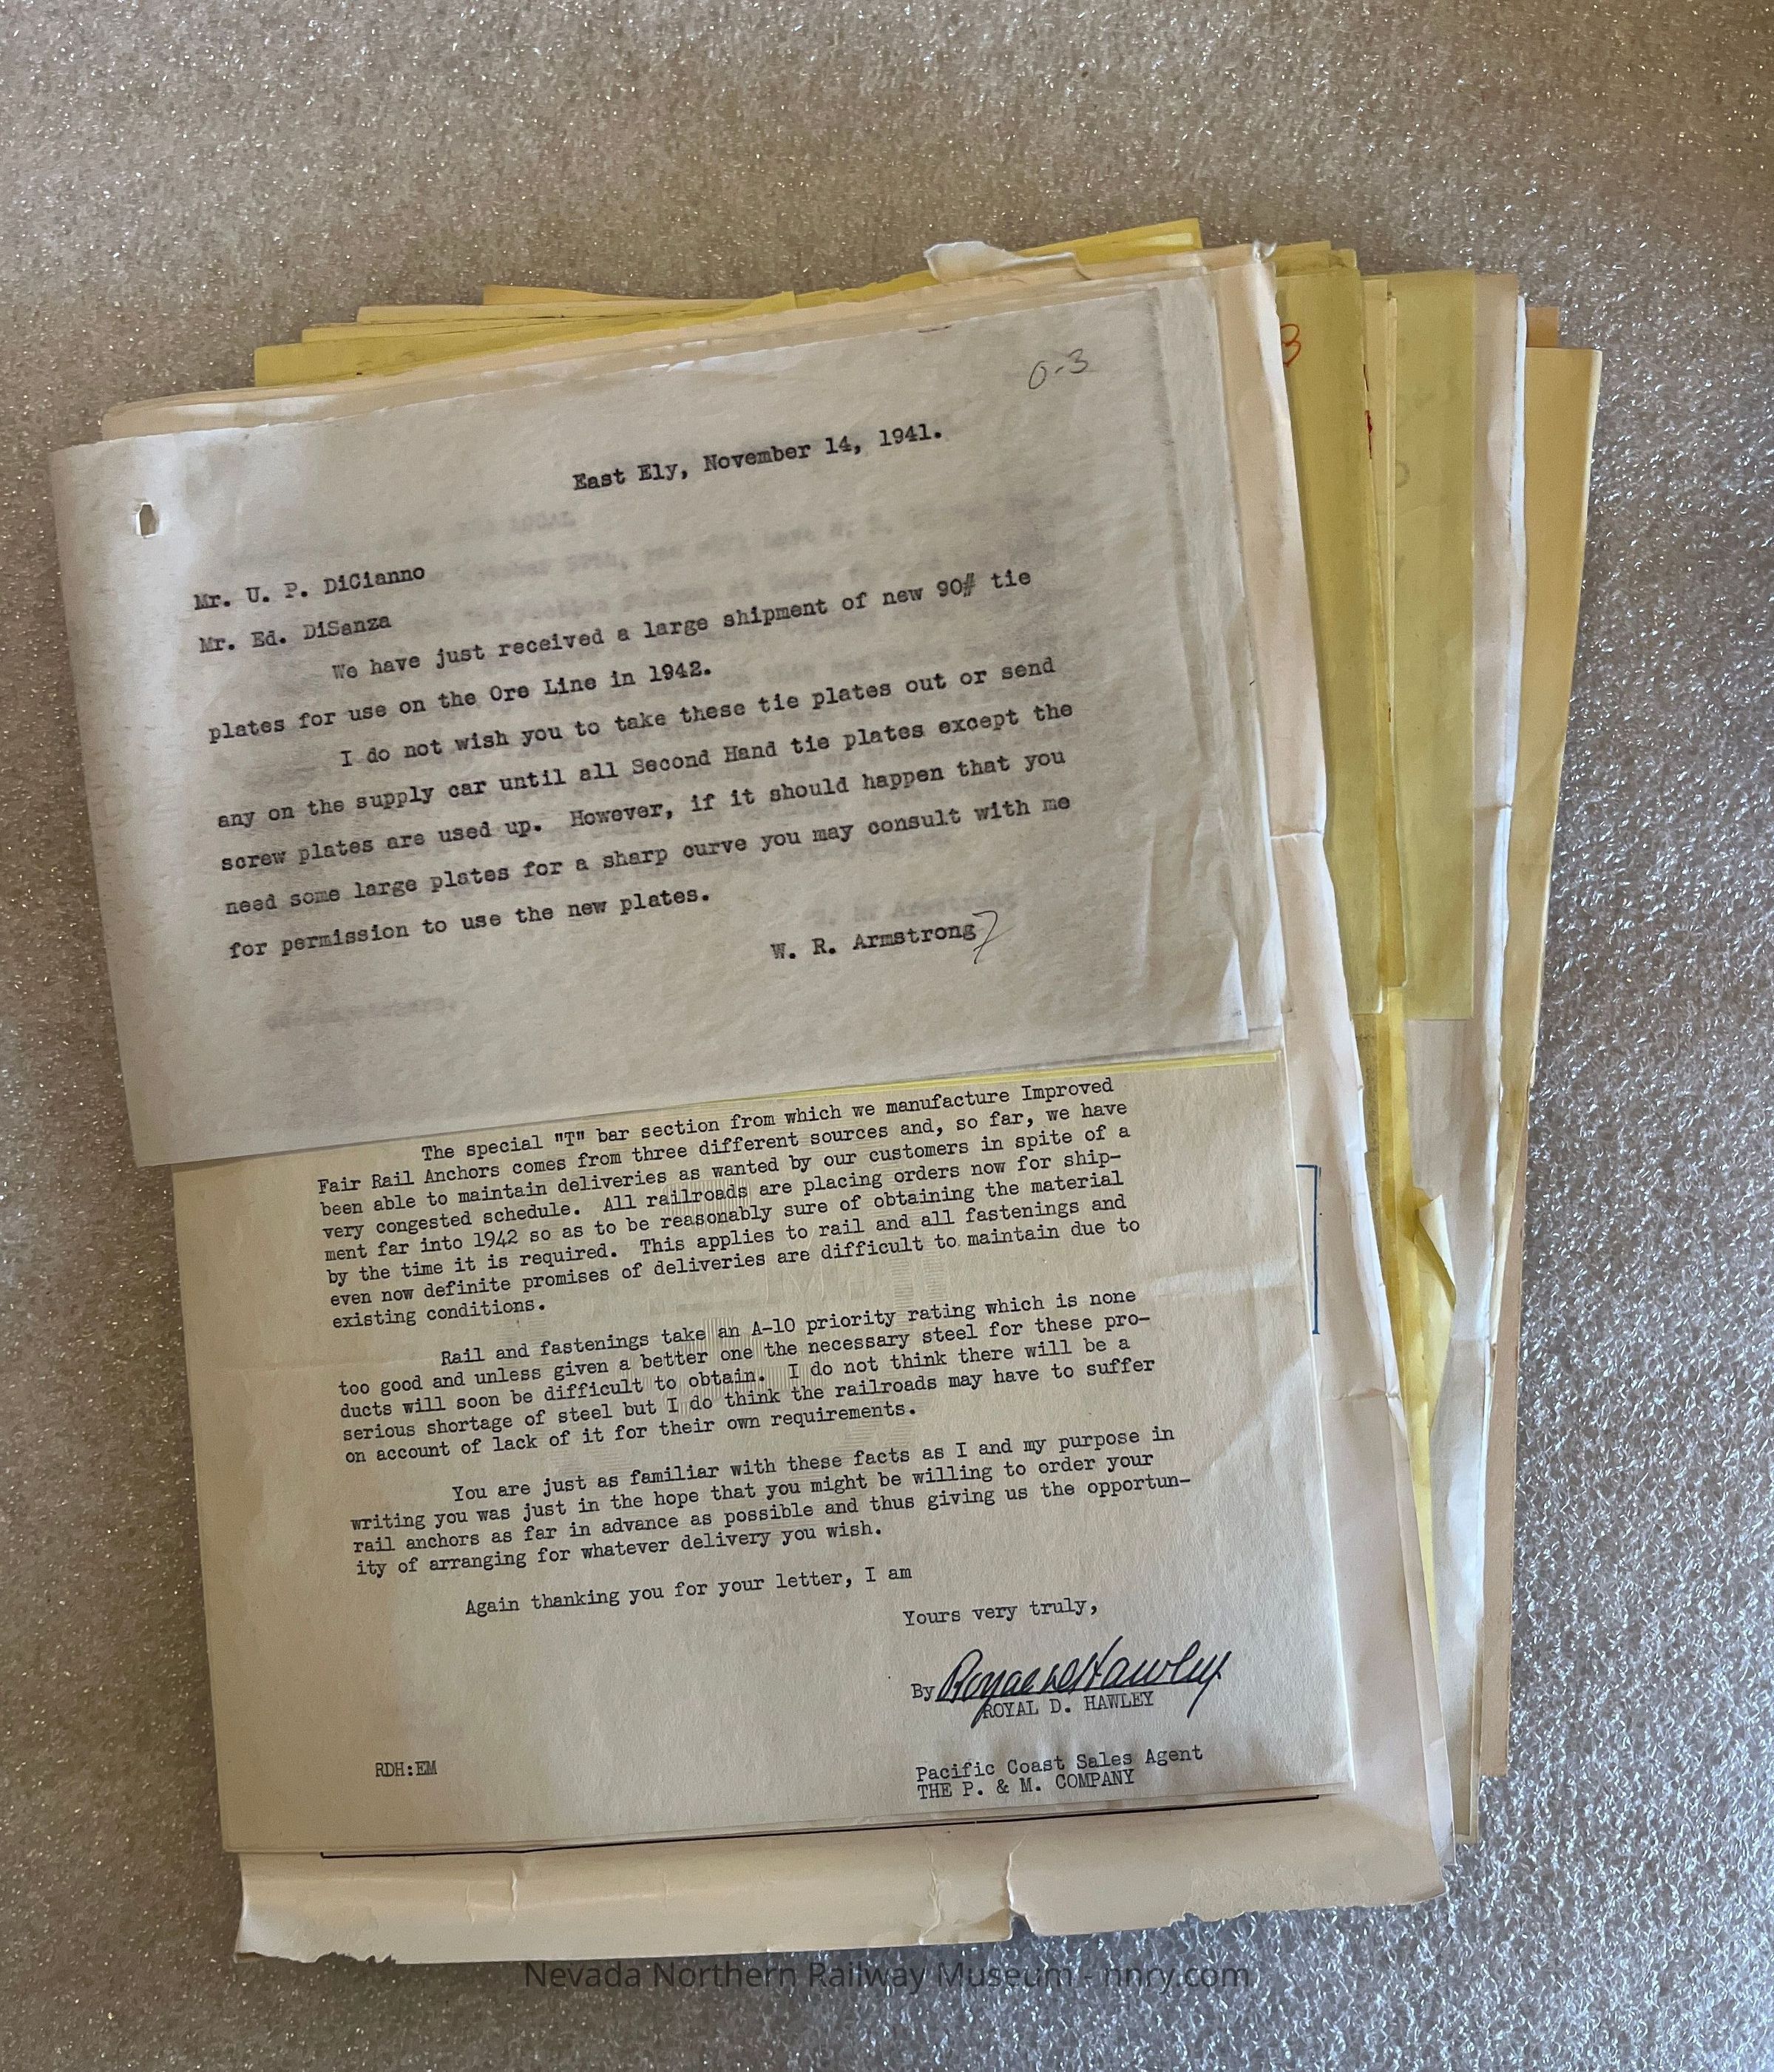 0-3
3
East Ely, November 14, 1941.
Mr. U. P. DiCianno
Mr. Ed. DiSanza
We have just received a large shipment of new 90# tie
plates for use on the Ore Line in 1942.
I do not wish you to take these tie plates out or send
any on the supply car until all Second Hand tie plates except the
screw plates are used up. However, if it should happen that you
need some large plates for a sharp curve you may consult with me
for permission to use the new plates.
W. R. Armstrong
The special "T" bar section from which we manufacture Improved
Fair Rail Anchors comes from three different sources and, so far, we have
been able to maintain deliveries as wanted by our customers in spite of a
very congested schedule. All railroads are placing orders now for ship-
ment far into 1942 so as to be reasonably sure of obtaining the material
by the time it is required. This applies to rail and all fastenings and
even now definite promises of deliveries are difficult to maintain due to
existing conditions.
Rail and fastenings take an A-10 priority rating which is none
too good and unless given a better one the necessary steel for these pro-
ducts will soon be difficult to obtain. I do not think there will be a
serious shortage of steel but I do think the railroads may have to suffer
on account of lack of it for their own requirements.
You are just as familiar with these facts as I and my purpose in
writing you was just in the hope that you might be willing to order your
rail anchors as far in advance as possible and thus giving us the opportun-
ity of arranging for whatever delivery you wish.
Again thanking you for your letter, I am
Yours very truly,
By Royal D. Hawley
ROYAL D. HAWLEY
RDH:EM
Pacific Coast Sales Agent
THE P. & M. COMPANY
Nevada Northern Railway Museum - nnry.com